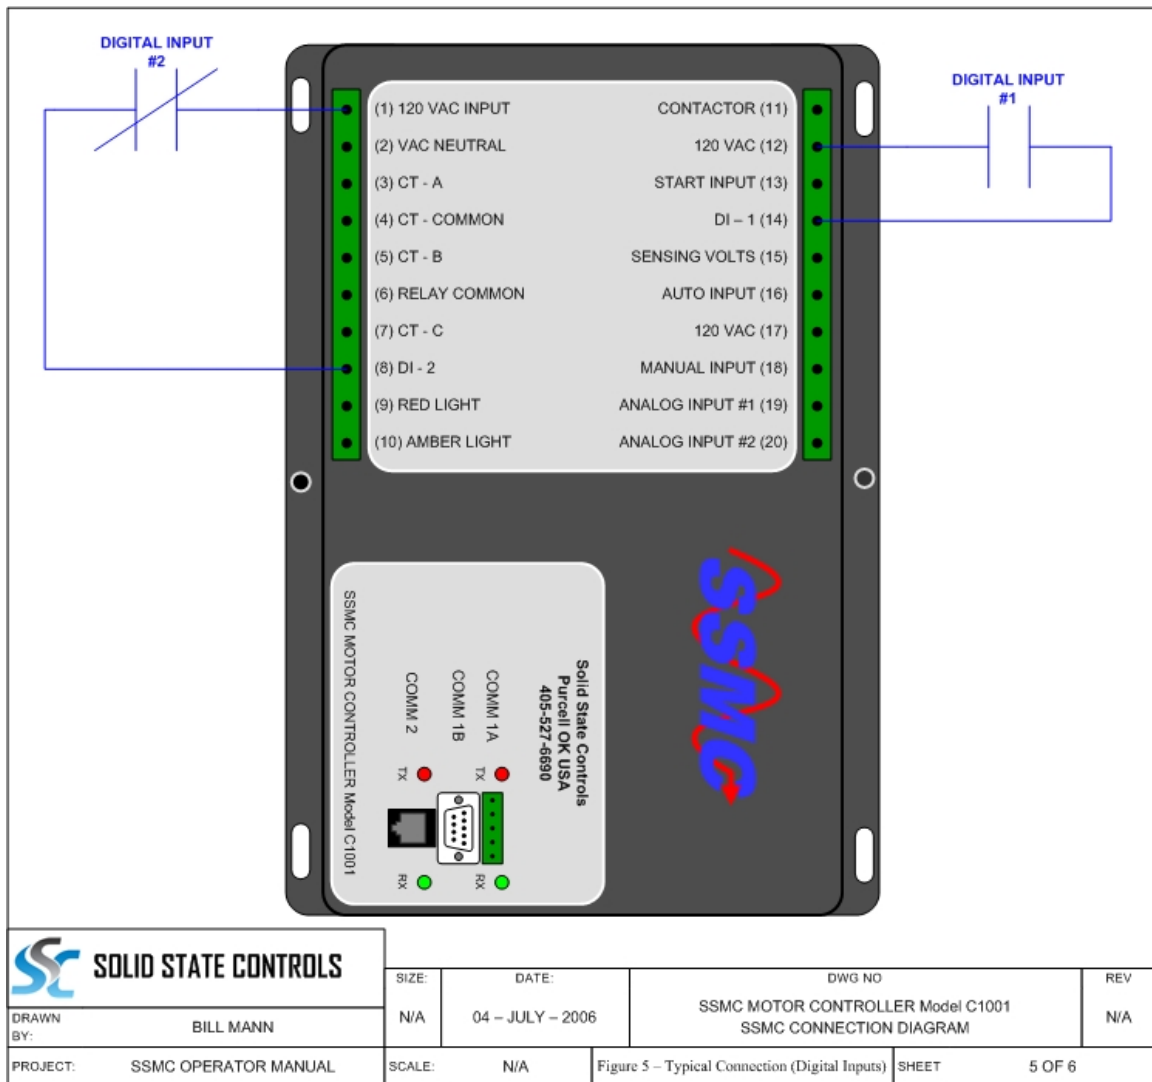 DIGITAL INPUT
#2
DIGITAL INPUT
#1
(1) 120 VAC INPUT
(2) VAC NEUTRAL
(3) CT - A
(4) CT - COMMON
(5) CT - B
(6) RELAY COMMON
(7) CT - C
(8) DI - 2
(9) RED LIGHT
(10) AMBER LIGHT
CONTACTOR (11)
120 VAC (12)
START INPUT (13)
DI – 1 (14)
SENSING VOLTS (15)
AUTO INPUT (16)
120 VAC (17)
MANUAL INPUT (18)
ANALOG INPUT #1 (19)
ANALOG INPUT #2 (20)
SSMC
Solid State Controls
Purcell OK USA
405-527-6690
COMM 1A
COMM 1B
COMM 2
SSMC MOTOR CONTROLLER Model C1001
TX
TX
RX
RX
SSC SOLID STATE CONTROLS
DRAWN
BY:
BILL MANN
PROJECT: SSMC OPERATOR MANUAL
SIZE:
N/A
DATE:
04 – JULY – 2006
DWG NO
SSMC MOTOR CONTROLLER Model C1001
SSMC CONNECTION DIAGRAM
REV
N/A
SCALE: N/A
Figure 5 – Typical Connection (Digital Inputs)
SHEET 5 OF 6